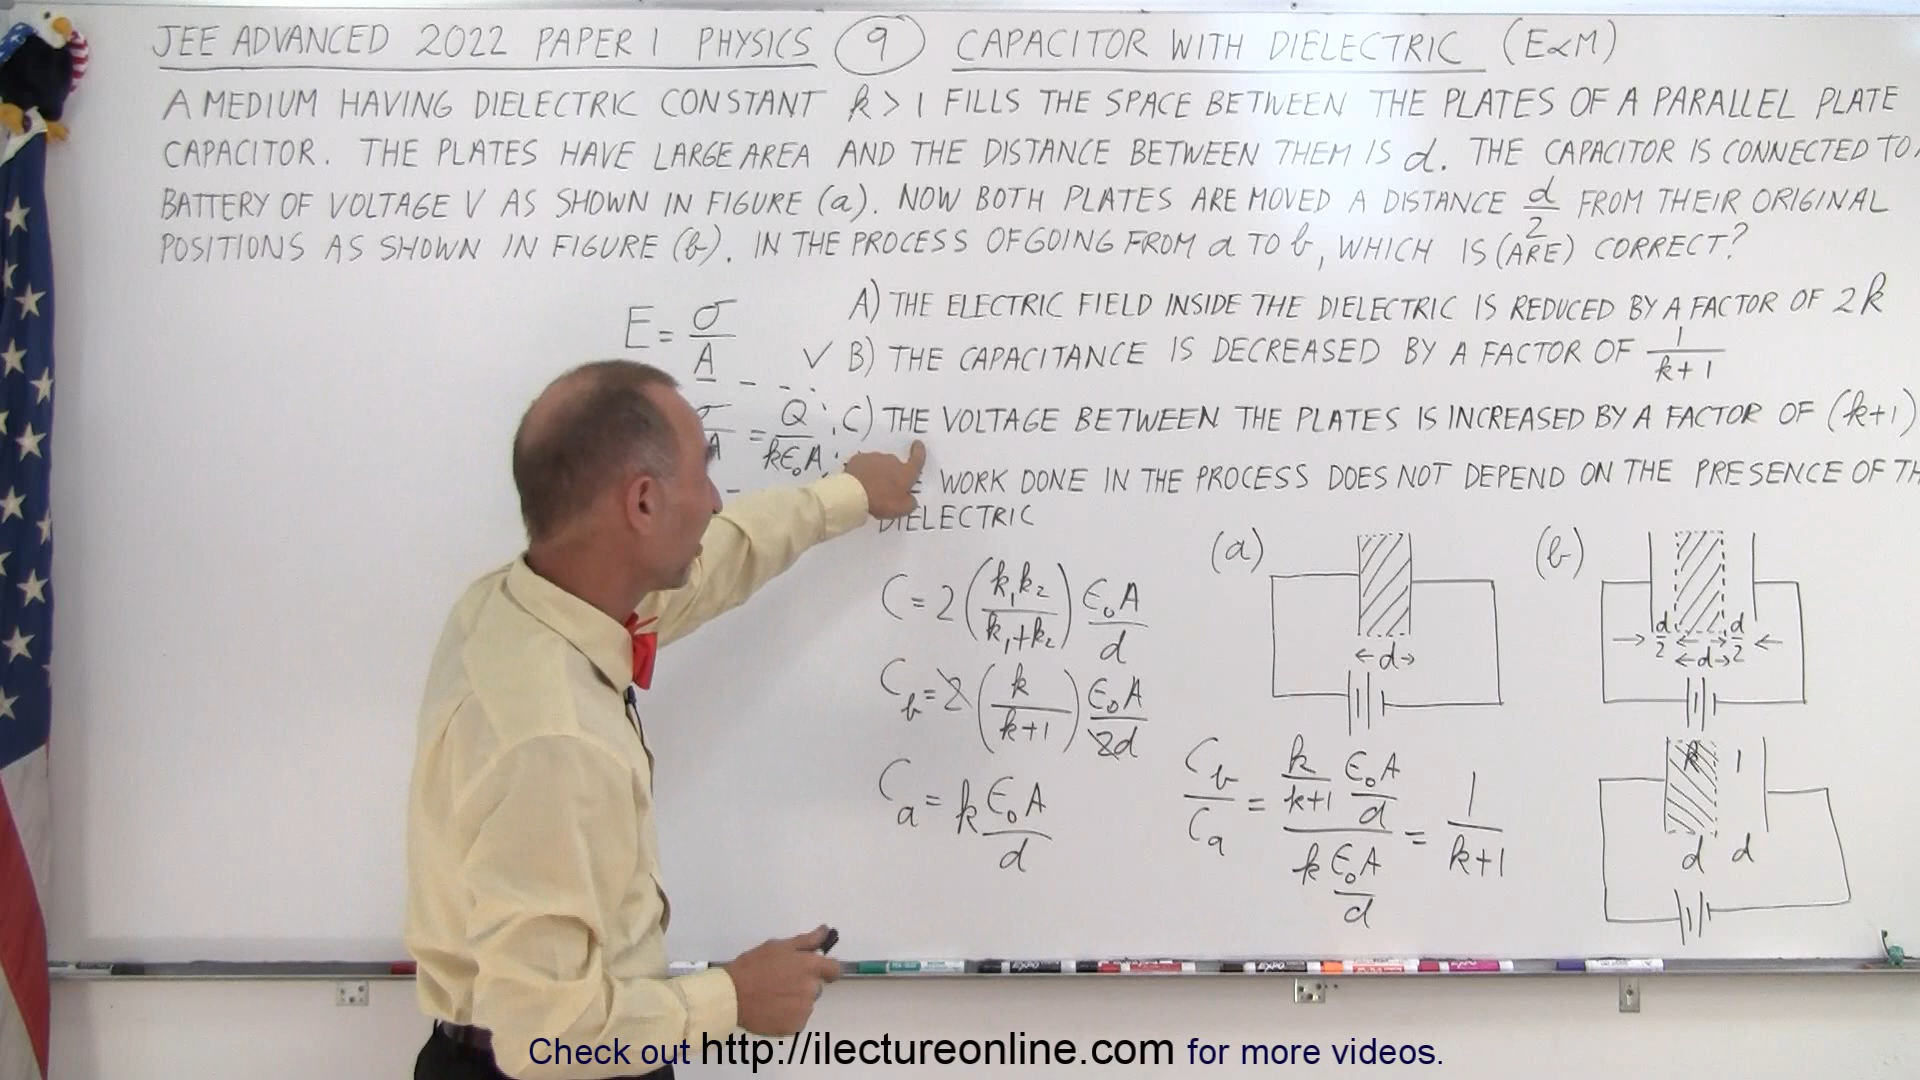 JEE ADVANCED 2022 PAPER 1 PHYSICS 9 CAPACITOR WITH DIELECTRIC (E&M)
A MEDIUM HAVING DIELECTRIC CONSTANT k > 1 FILLS THE SPACE BETWEEN THE PLATES OF A PARALLEL PLATE
CAPACITOR. THE PLATES HAVE LARGE AREA AND THE DISTANCE BETWEEN THEM IS d. THE CAPACITOR IS CONNECTED TO
BATTERY OF VOLTAGE V AS SHOWN IN FIGURE (a). NOW BOTH PLATES ARE MOVED A DISTANCE d/2 FROM THEIR ORIGINAL
POSITIONS AS SHOWN IN FIGURE (b). IN THE PROCESS OF GOING FROM a TO b, WHICH IS (ARE) CORRECT?
A) THE ELECTRIC FIELD INSIDE THE DIELECTRIC IS REDUCED BY A FACTOR OF 2k
E = σ/A
✓ B) THE CAPACITANCE IS DECREASED BY A FACTOR OF 1/(k+1)
= Q/(kϵ₀A)
C) THE VOLTAGE BETWEEN THE PLATES IS INCREASED BY A FACTOR OF (k+1)
WORK DONE IN THE PROCESS DOES NOT DEPEND ON THE PRESENCE OF
DIELECTRIC
C = 2 (k₁k₂/(k₁+k₂)) ϵ₀A/d
C_b = 2 (k/(k+1)) ϵ₀A/2d
C_a = k ϵ₀A/d
C_b/C_a = (k/(k+1) ϵ₀A/d)/(k ϵ₀A/d) = 1/(k+1)
(a)
← d →
(b)
→ d/2 ← → d/2 ←
← d →
k 1
d d
Check out http://ilectureonline.com for more videos.